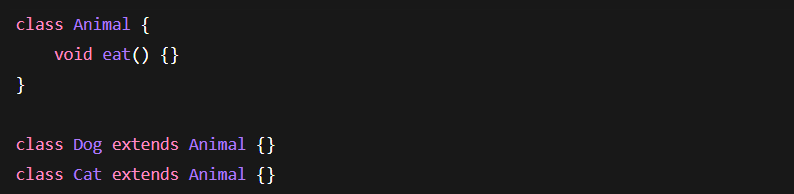 class Animal {
    void eat() {}
}

class Dog extends Animal {}
class Cat extends Animal {}